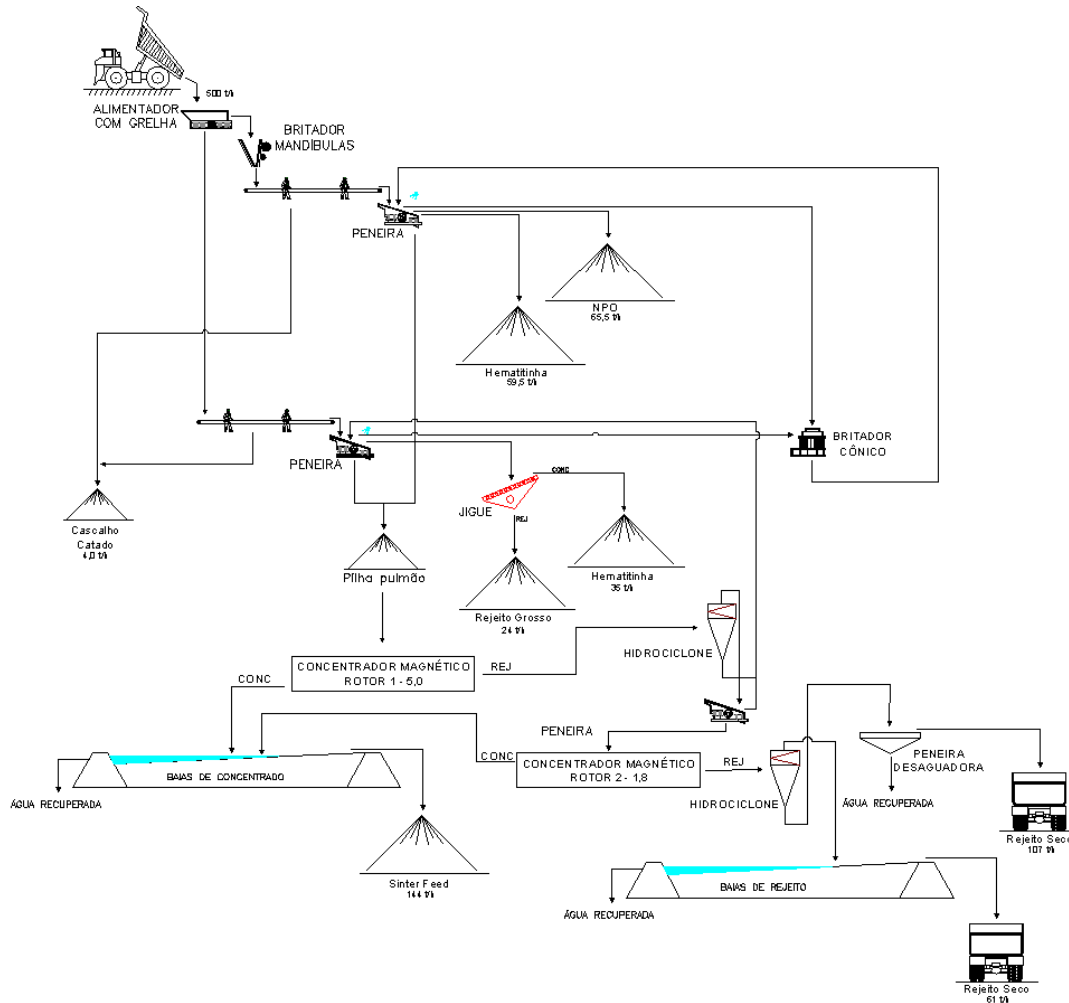 500 t/h
ALIMENTADOR
COM GRELHA
BRITADOR
MANDÍBULAS
PENEIRA
NPO
65,5 t/h
Hematitinha
59,5 t/h
PENEIRA
BRITADOR
CÔNICO
CONC
JIGUE
REJ
Cascalho
Catado
4,0 t/h
Pilha pulmão
Hematitinha
35 t/h
Rejeito Grosso
24 t/h
HIDROCICLONE
CONCENTRADOR MAGNÉTICO
ROTOR 1 - 5,0
REJ
CONC
PENEIRA
CONC
CONCENTRADOR MAGNÉTICO
ROTOR 2 - 1,8
REJ
HIDROCICLONE
PENEIRA
DESAGUADORA
BAIAS DE CONCENTRADO
ÁGUA RECUPERADA
ÁGUA RECUPERADA
Rejeito Seco
107 t/h
Sinter Feed
144 t/h
BAIAS DE REJEITO
ÁGUA RECUPERADA
Rejeito Seco
61 t/h